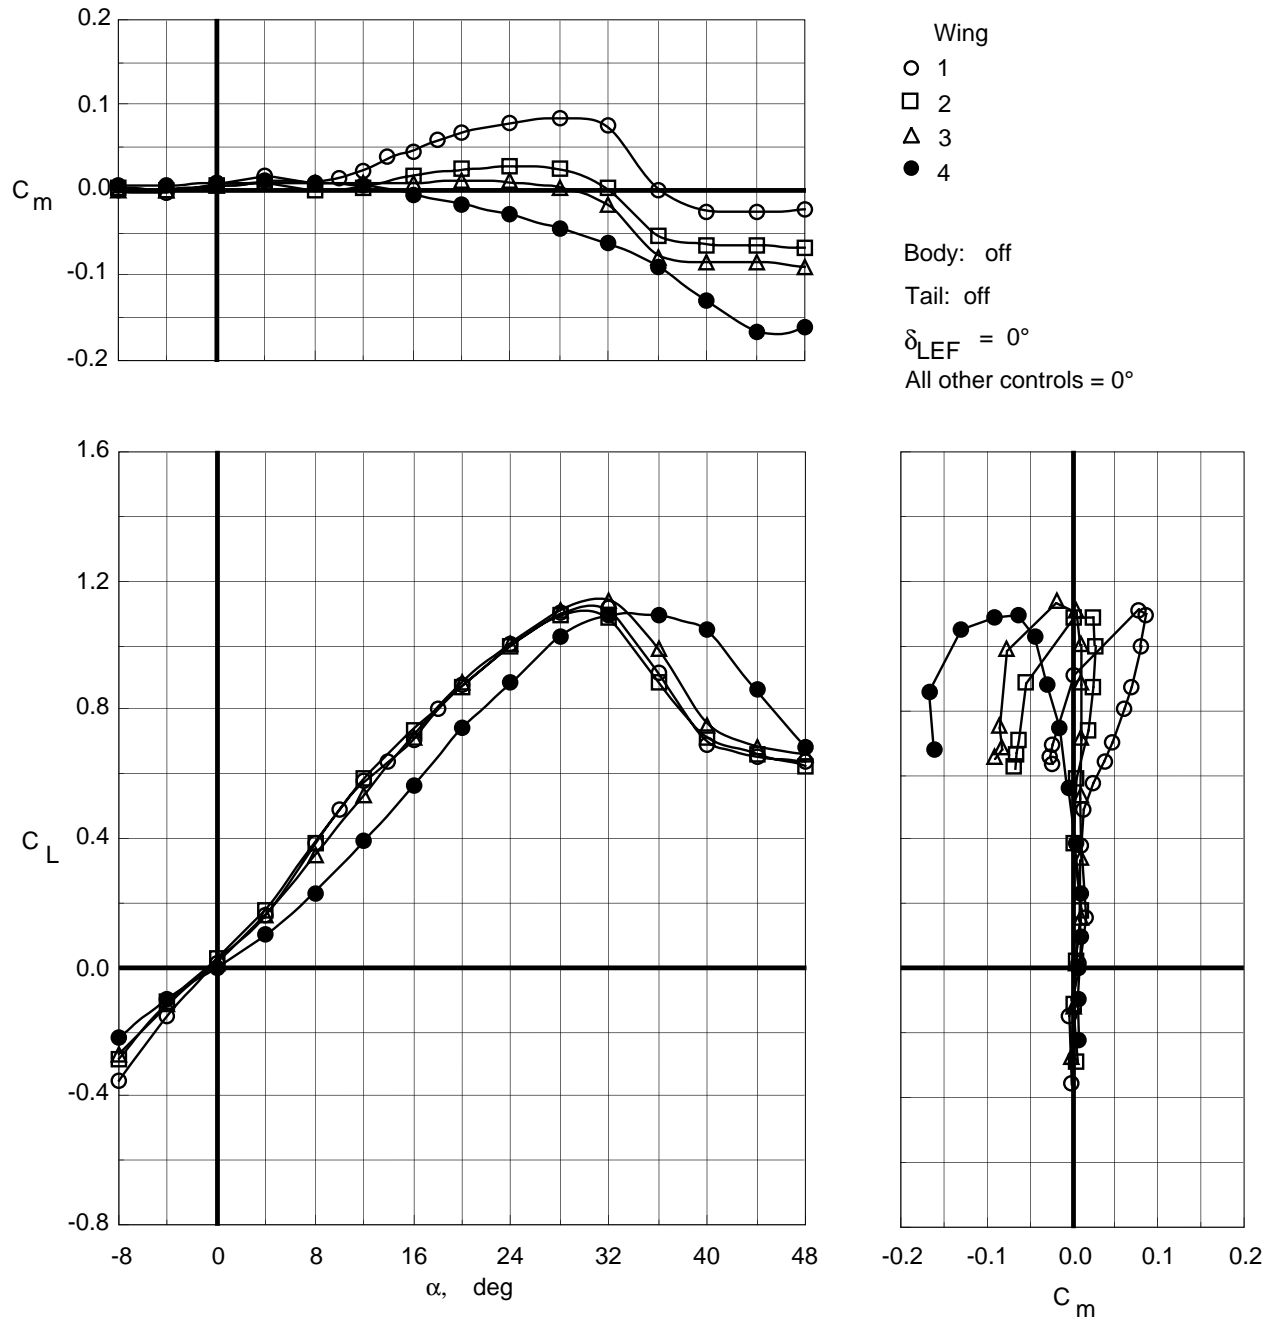 0.2
0.1
0.0
C m
-0.1
-0.2
Wing
1
2
3
4
Body: off
Tail: off
δLEF = 0°
All other controls = 0°
1.6
1.2
0.8
0.4
C L
0.0
-0.4
-0.8
-8 0 8 16 24 32 40 48
α, deg
-0.2 -0.1 0.0 0.1 0.2
C m